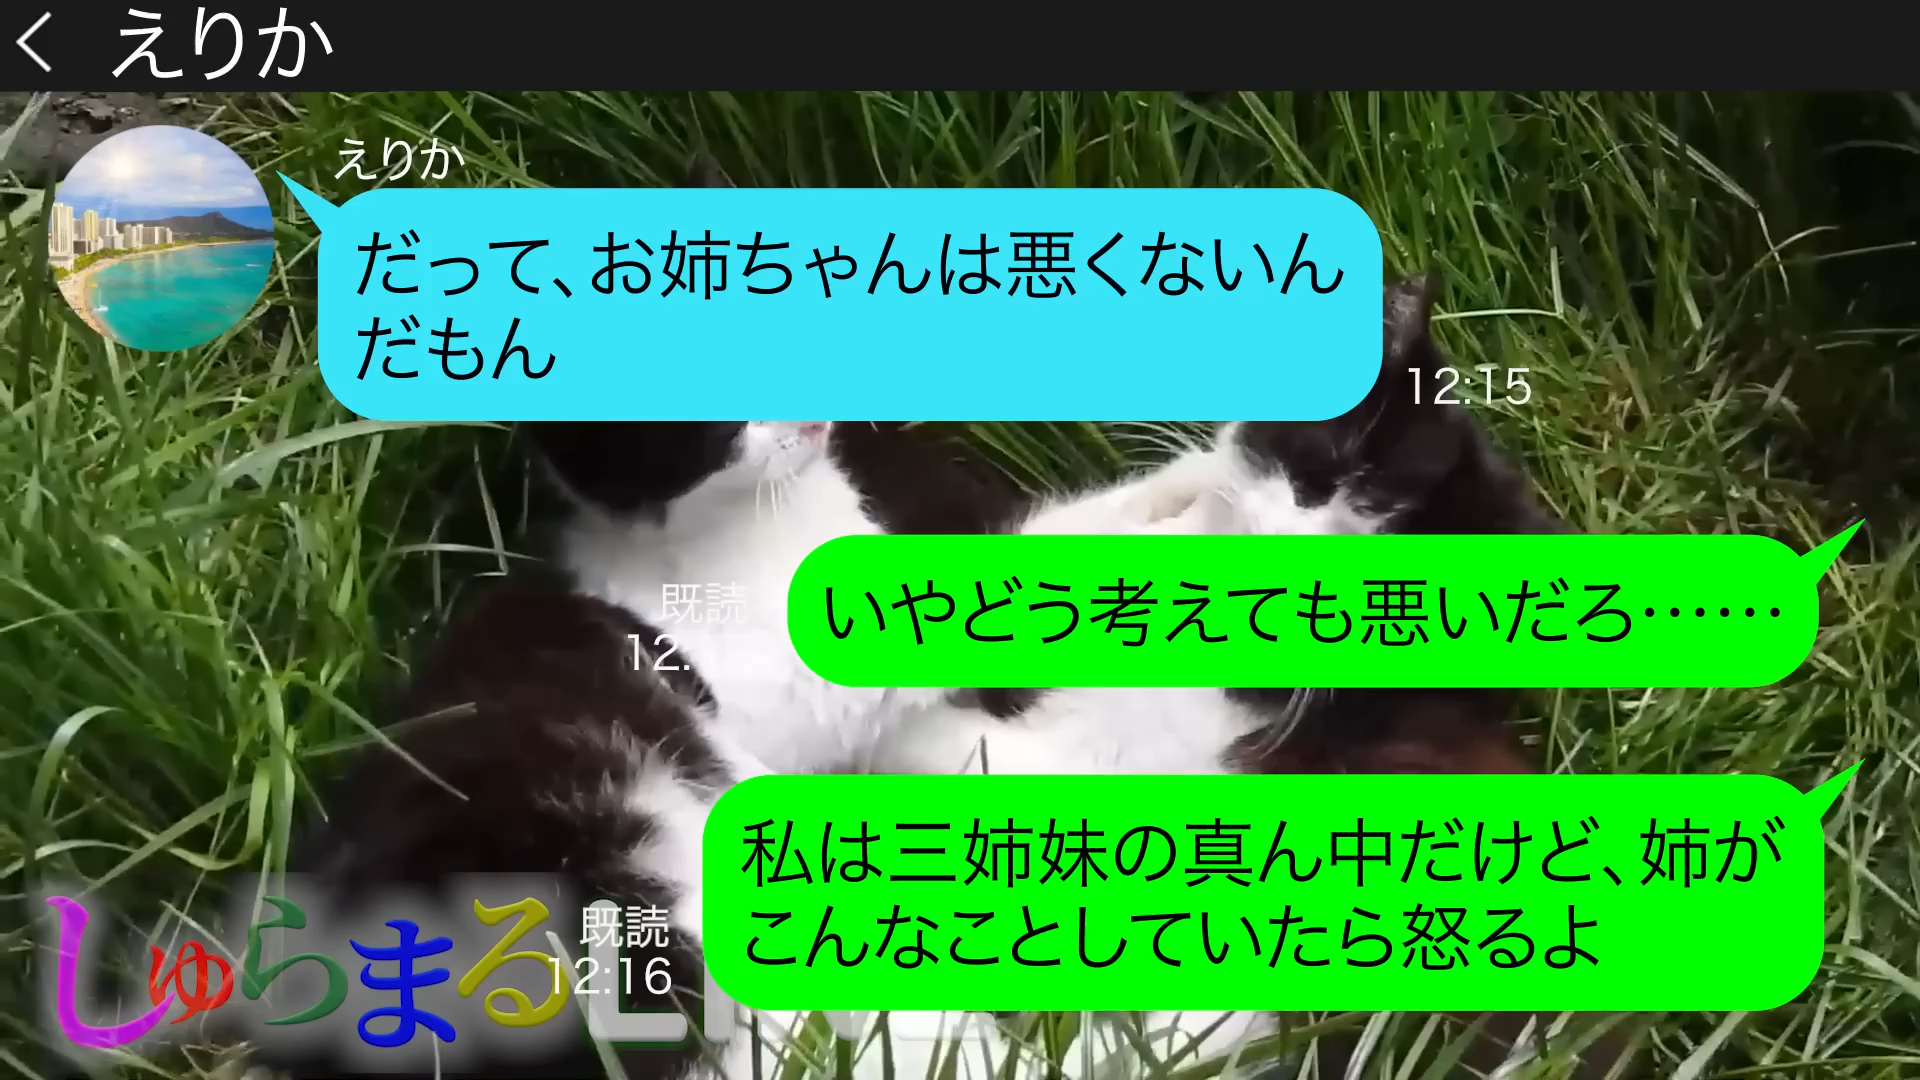 えりか
えりか
だって、お姉ちゃんは悪くないん
だもん
12:15
いやどう考えても悪いだろ……
既読
私は三姉妹の真ん中だけど、姉が
こんなことしていたら怒るよ
既読
12:16
しゅらまる